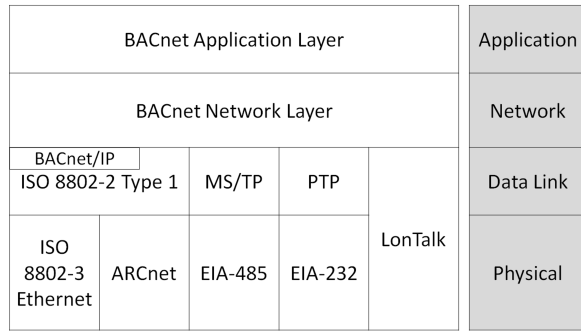 BACnet Application Layer
Application
BACnet Network Layer
Network
BACnet/IP
ISO 8802-2 Type 1
MS/TP
PTP
LonTalk
Data Link
ISO
8802-3
Ethernet
ARCnet
EIA-485
EIA-232
Physical